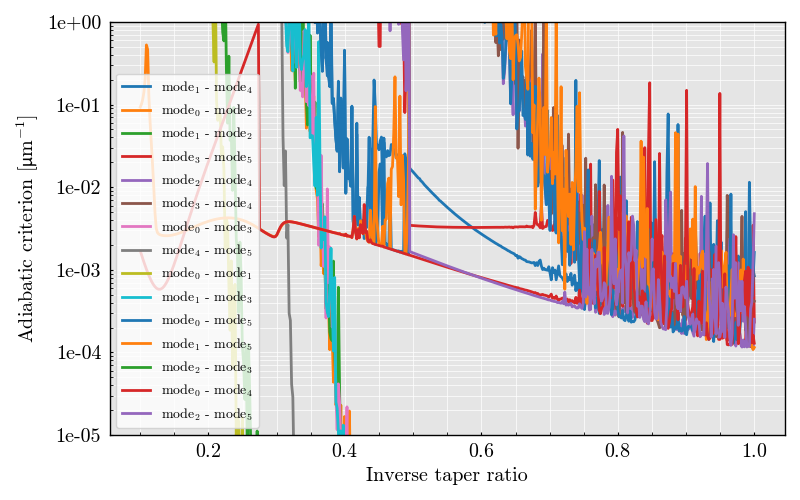 1e+00
1e-01
1e-02
1e-03
1e-04
1e-05
Adiabatic criterion [µm⁻¹]
mode₁ - mode₄
mode₀ - mode₂
mode₁ - mode₂
mode₃ - mode₅
mode₂ - mode₄
mode₃ - mode₄
mode₀ - mode₃
mode₄ - mode₅
mode₀ - mode₁
mode₁ - mode₃
mode₀ - mode₅
mode₁ - mode₅
mode₂ - mode₃
mode₀ - mode₄
mode₂ - mode₅
0.2 0.4 0.6 0.8 1.0
Inverse taper ratio